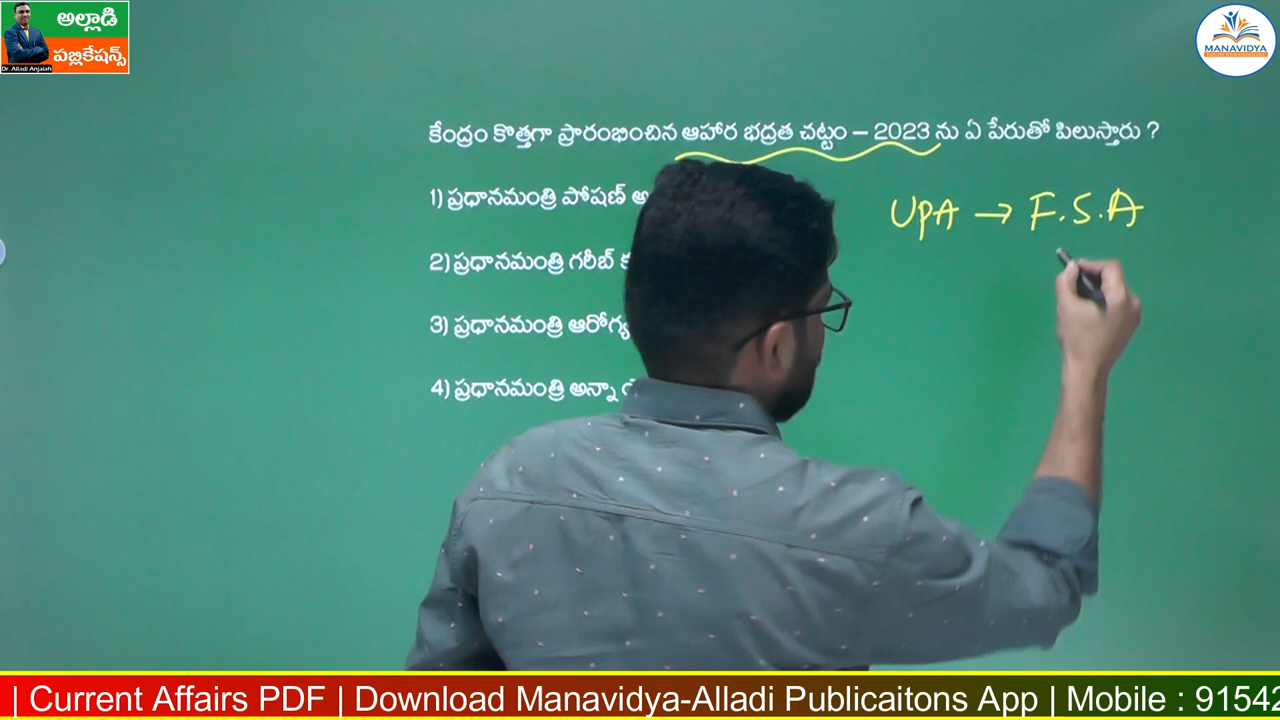 అల్లాడి
పబ్లికేషన్స్
Dr. Alladi Anjaiah
MANAVIDYA
కేంద్రం కొత్తగా ప్రారంభించిన ఆహార భద్రత చట్టం – 2023 ను ఏ పేరుతో పిలుస్తారు ?
1) ప్రధానమంత్రి పోషణ్
UPA → F.S.A
2) ప్రధానమంత్రి గరీబ్
3) ప్రధానమంత్రి ఆరోగ్య
4) ప్రధానమంత్రి అన్నా
| Current Affairs PDF | Download Manavidya-Alladi Publicaitons App | Mobile : 91542